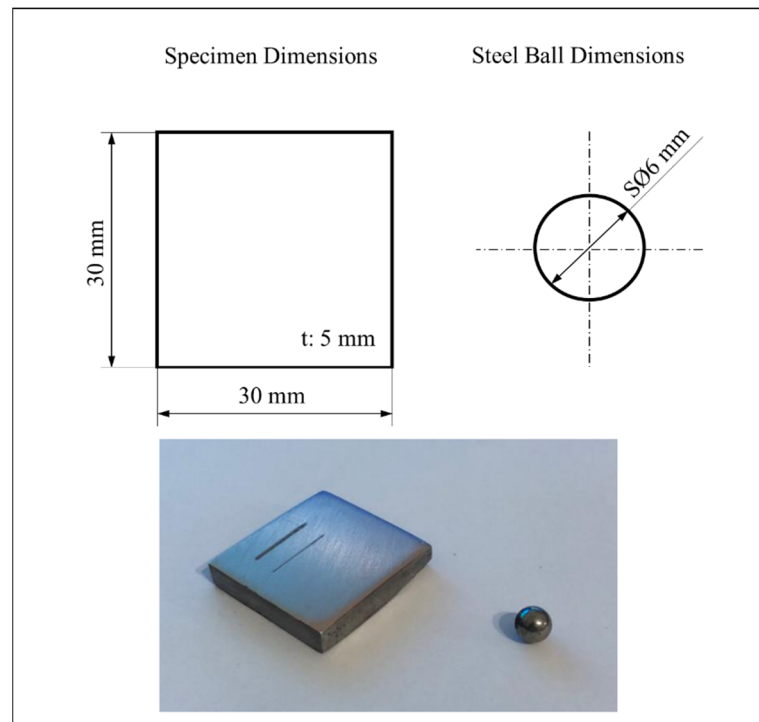 Specimen Dimensions
Steel Ball Dimensions
SØ6 mm
30 mm
t: 5 mm
30 mm